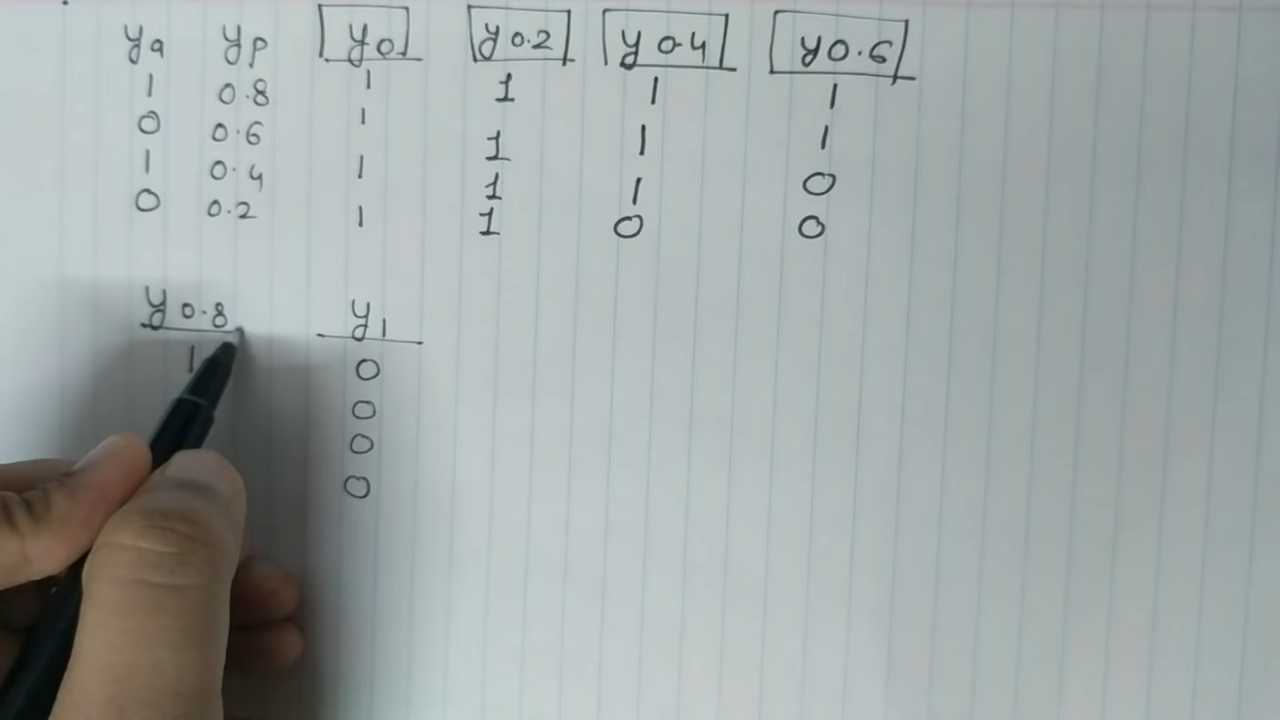 ya yp y0 y0.2 y0.4 y0.6
1 0.8 1 1 1 1
0 0.6 1 1 1 1
1 0.4 1 1 1 0
0 0.2 1 1 0 0
y0.8 y1
1 0
0
0
0